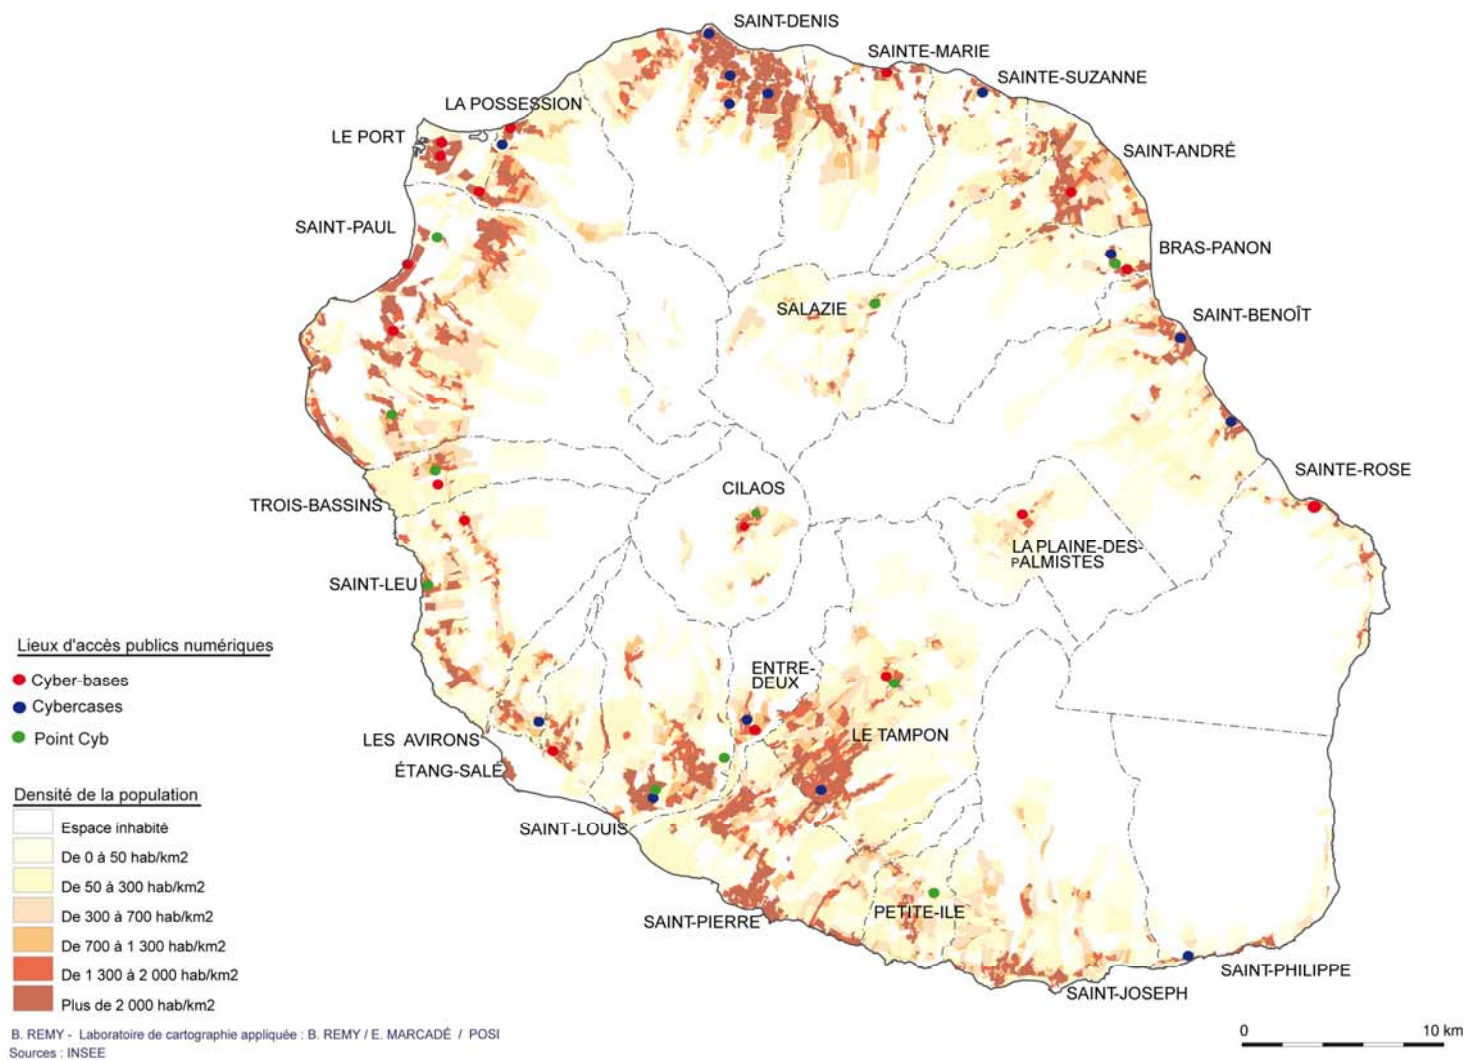 SAINT-DENIS
SAINTE-MARIE
SAINTE-SUZANNE
LA POSSESSION
LE PORT
SAINT-ANDRÉ
SAINT-PAUL
BRAS-PANON
SALAZIE
SAINT-BENOÎT
SAINTE-ROSE
CILAOS
TROIS-BASSINS
LA PLAINE-DES-
PALMISTES
SAINT-LEU
Lieux d'accès publics numériques
Cyber-bases
Cybercases
Point Cyb
ENTRE-
DEUX
LE TAMPON
LES AVIRONS
ÉTANG-SALÉ
SAINT-LOUIS
Densité de la population
Espace inhabité
De 0 à 50 hab/km2
De 50 à 300 hab/km2
De 300 à 700 hab/km2
De 700 à 1 300 hab/km2
De 1 300 à 2 000 hab/km2
Plus de 2 000 hab/km2
SAINT-PIERRE
PETITE-ILE
SAINT-PHILIPPE
SAINT-JOSEPH
B. REMY - Laboratoire de cartographie appliquée : B. REMY / E. MARCADÉ / POSI
Sources : INSEE
0 10 km